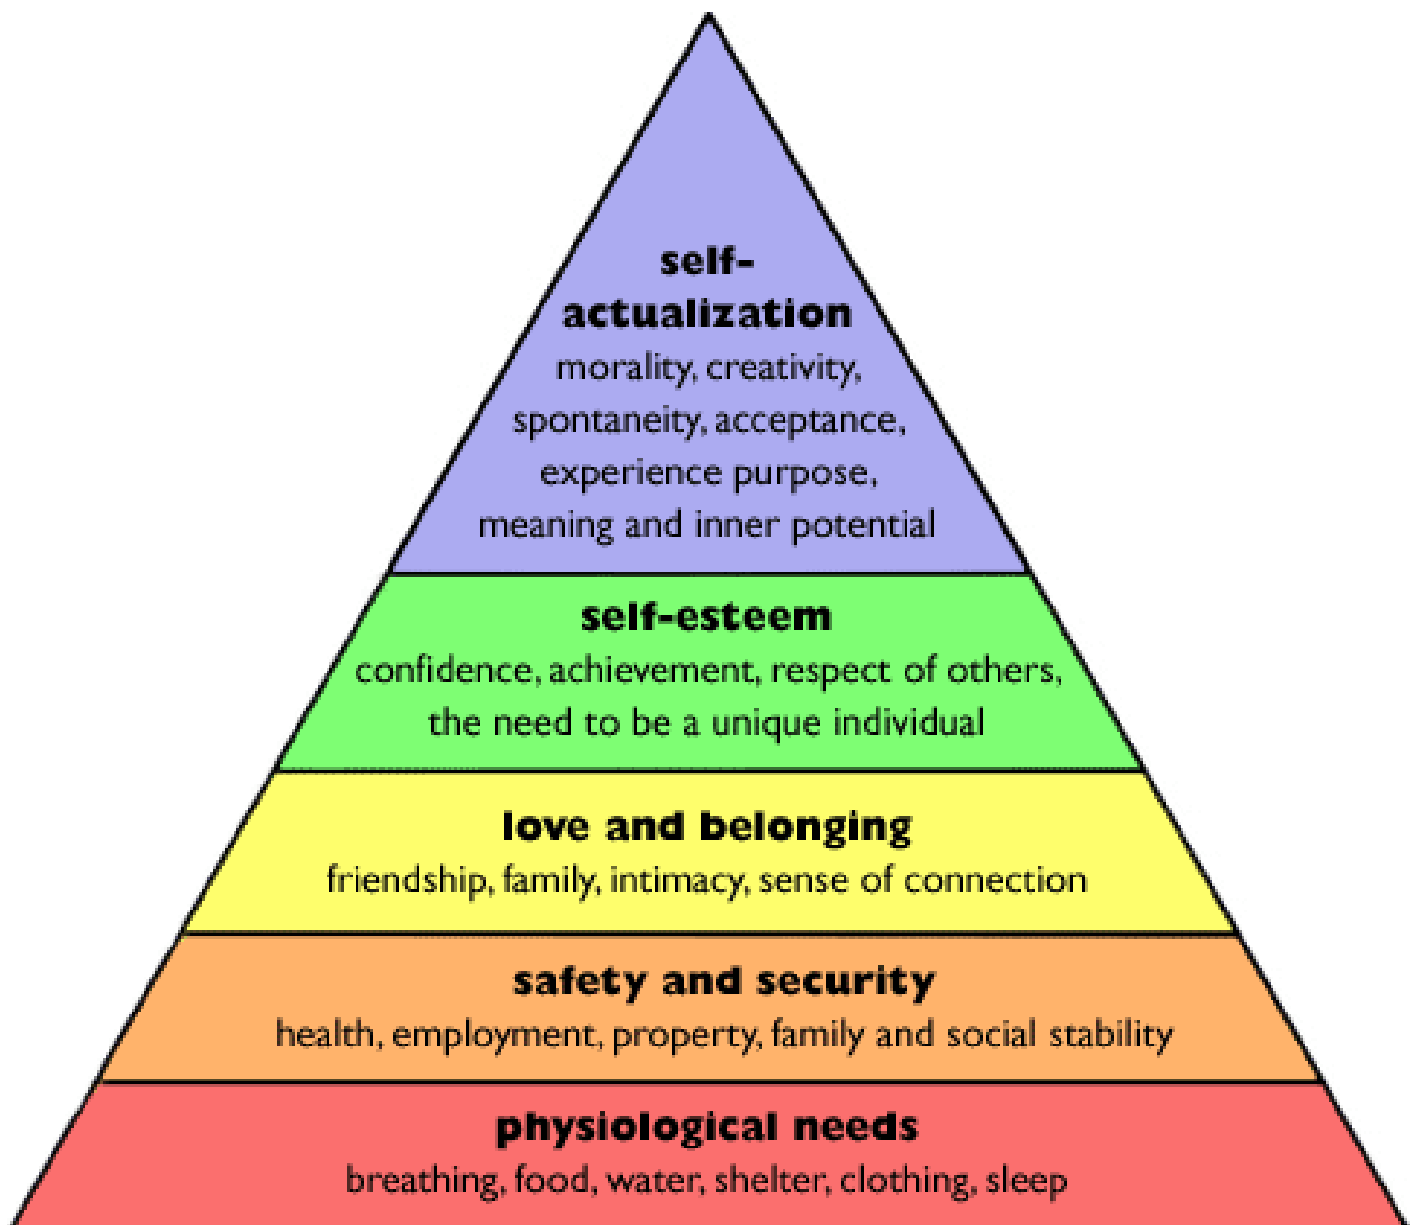 self-
actualization
morality, creativity,
spontaneity, acceptance,
experience purpose,
meaning and inner potential
self-esteem
confidence, achievement, respect of others,
the need to be a unique individual
love and belonging
friendship, family, intimacy, sense of connection
safety and security
health, employment, property, family and social stability
physiological needs
breathing, food, water, shelter, clothing, sleep